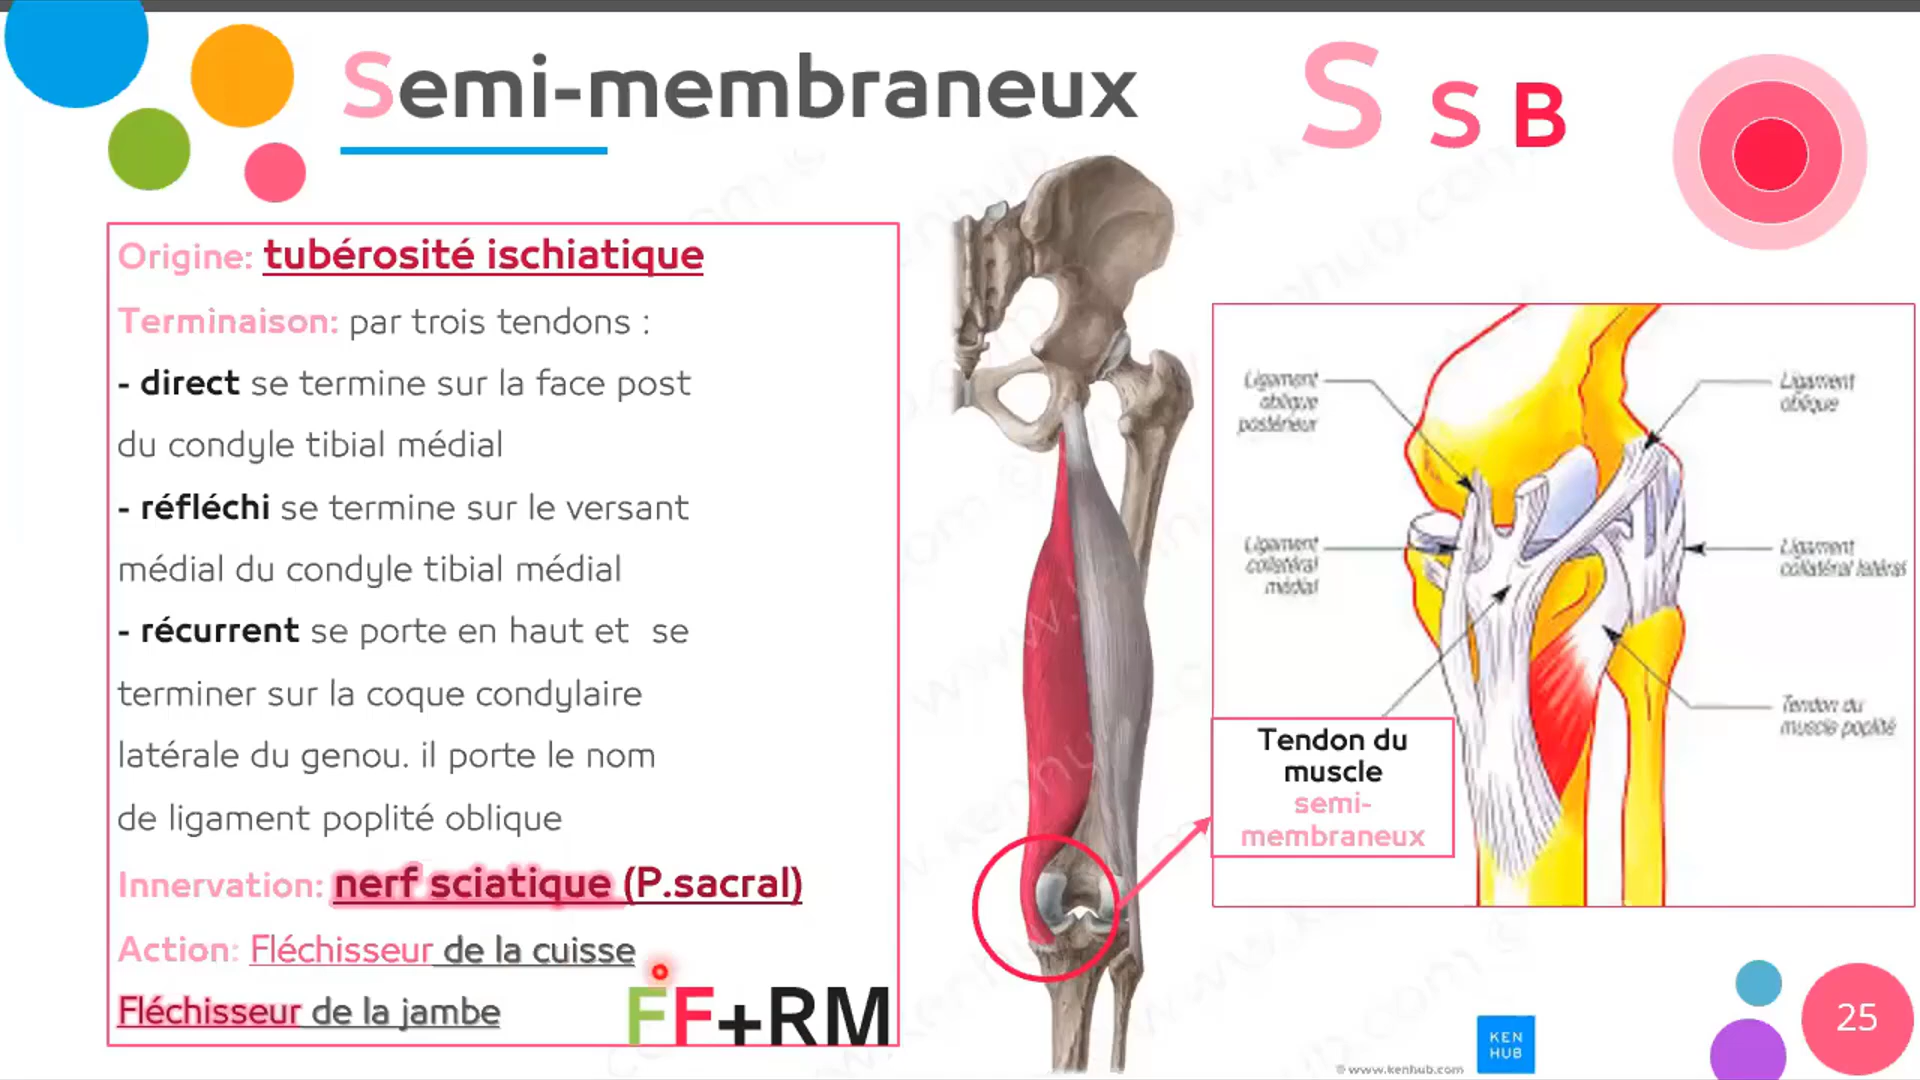 Semi-membraneux
S S B
Origine: tubérosité ischiatique
Terminaison: par trois tendons :
- direct se termine sur la face post
du condyle tibial médial
- réfléchi se termine sur le versant
médial du condyle tibial médial
- récurrent se porte en haut et se
terminer sur la coque condylaire
latérale du genou. il porte le nom
de ligament poplité oblique
Innervation: nerf sciatique (P.sacral)
Action: Fléchisseur de la cuisse
Fléchisseur de la jambe
FF+RM
Ligament
oblique
postérieur
Ligament
oblique
Ligament
collatéral
médial
Ligament
collatéral latéral
Tendon du
muscle poplité
Tendon du
muscle
semi-
membraneux
KEN
HUB
© www.kenhub.com
25